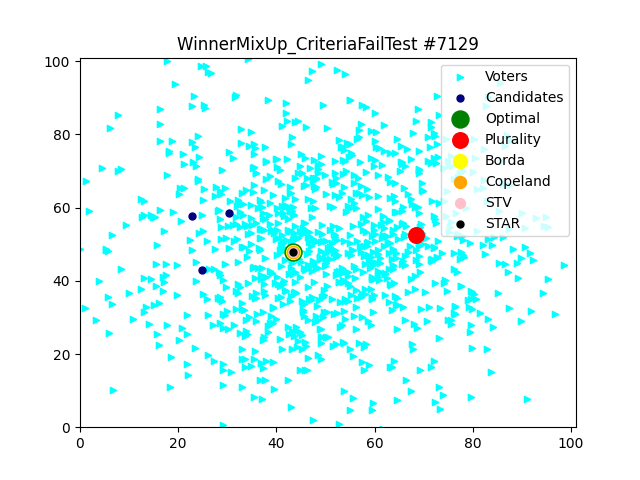 WinnerMixUp_CriteriaFailTest #7129
100
80
60
40
20
0
0 20 40 60 80 100
Voters
Candidates
Optimal
Plurality
Borda
Copeland
STV
STAR